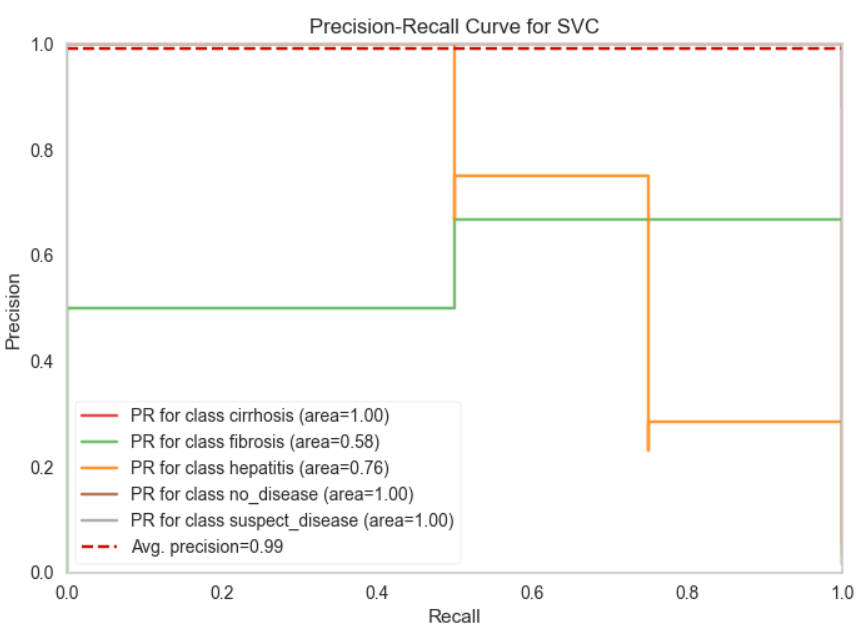 Precision-Recall Curve for SVC
1.0
0.8
0.6
0.4
0.2
0.0
Precision
PR for class cirrhosis (area=1.00)
PR for class fibrosis (area=0.58)
PR for class hepatitis (area=0.76)
PR for class no_disease (area=1.00)
PR for class suspect_disease (area=1.00)
Avg. precision=0.99
0.0 0.2 0.4 0.6 0.8 1.0
Recall